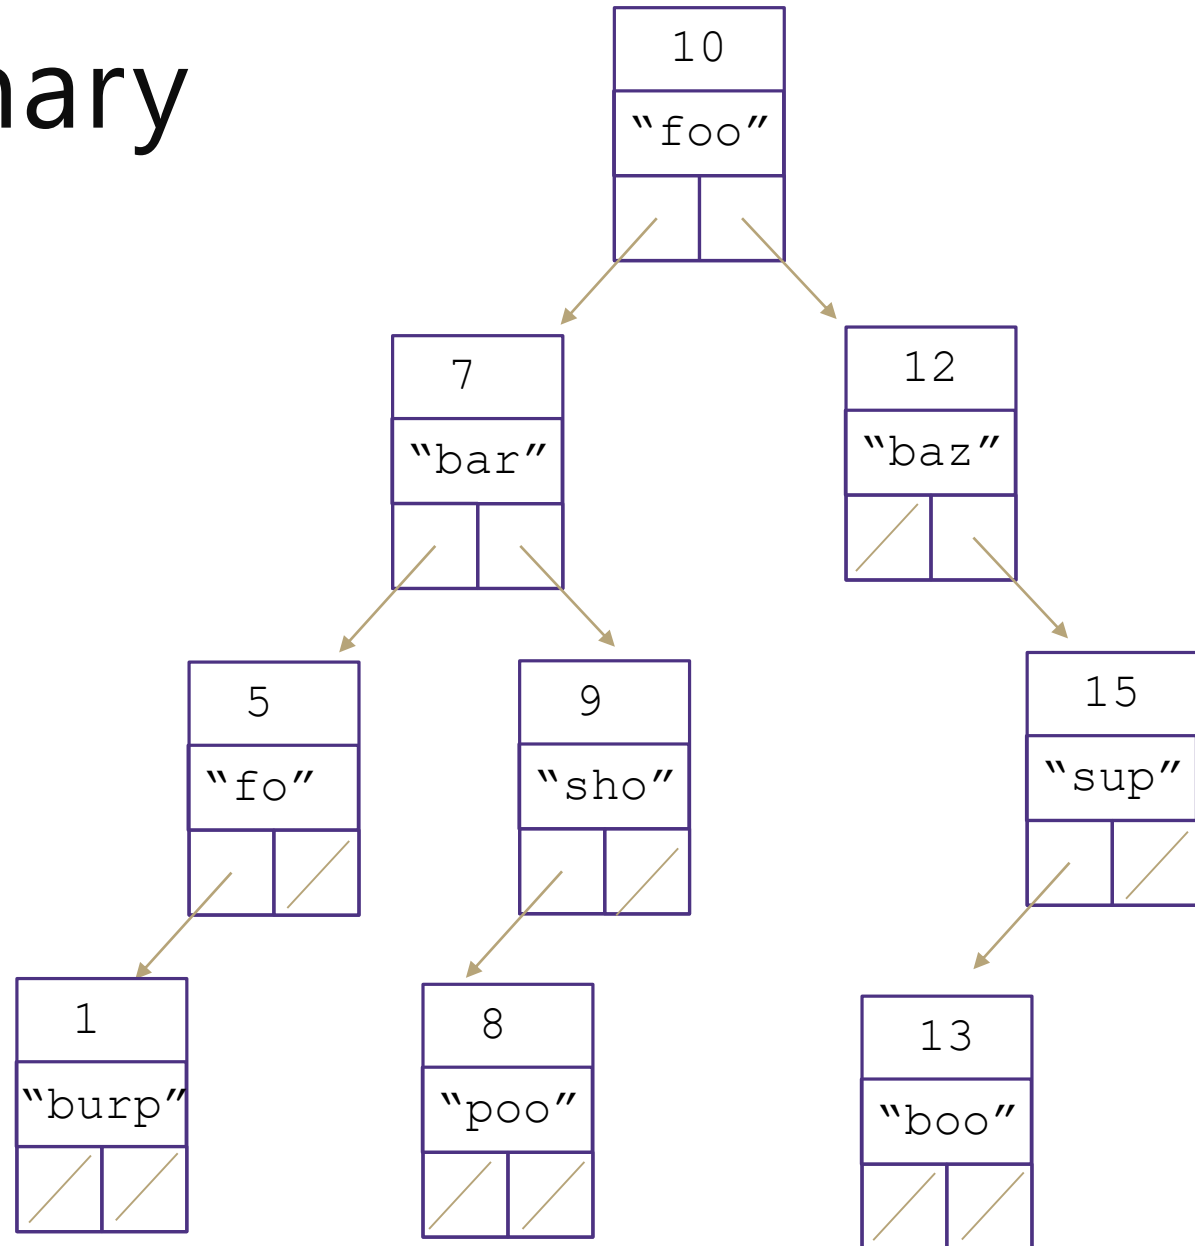 nary
10
“foo”
7
“bar”
12
“baz”
5
“fo”
9
“sho”
15
“sup”
1
“burp”
8
“poo”
13
“boo”